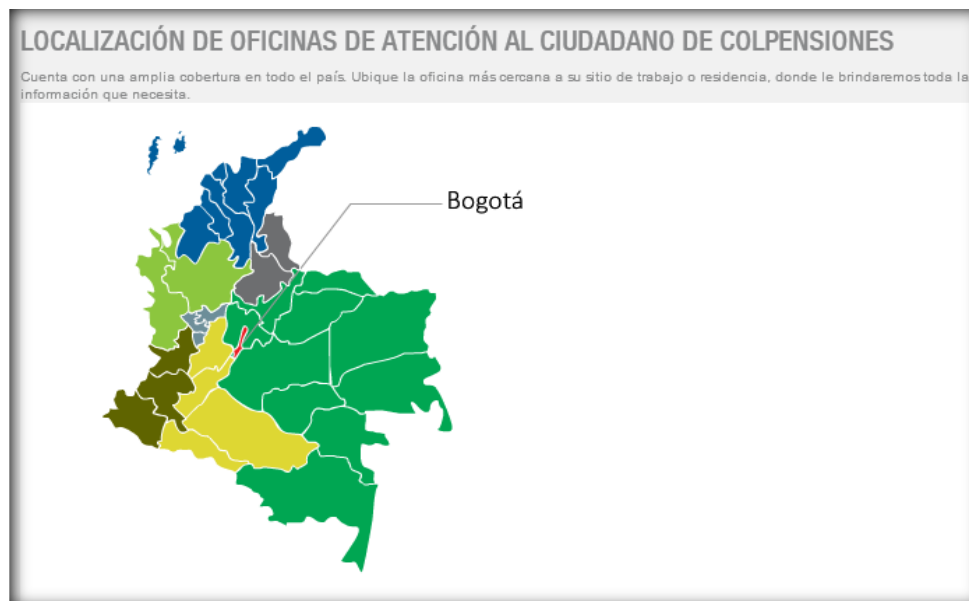 LOCALIZACIÓN DE OFICINAS DE ATENCIÓN AL CIUDADANO DE COLPENSIONES
Cuenta con una amplia cobertura en todo el país. Ubique la oficina más cercana a su sitio de trabajo o residencia, donde le brindaremos toda la
información que necesita.
Bogotá